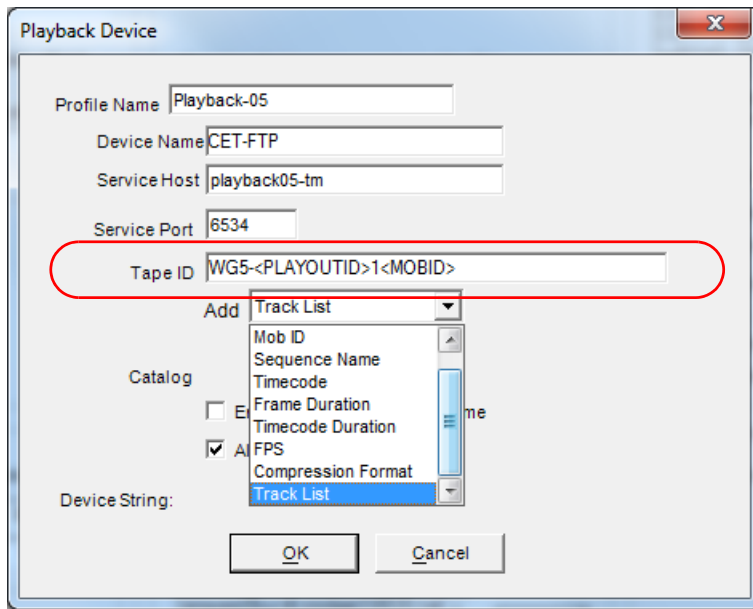 Playback Device
Profile Name Playback-05
Device Name CET-FTP
Service Host playback05-tm
Service Port 6534
Tape ID WG5-<PLAYOUTID>1<MOBID>
Add Track List
Mob ID
Sequence Name
Timecode
Frame Duration
Timecode Duration
FPS
Compression Format
Track List
Catalog
Device String:
OK Cancel